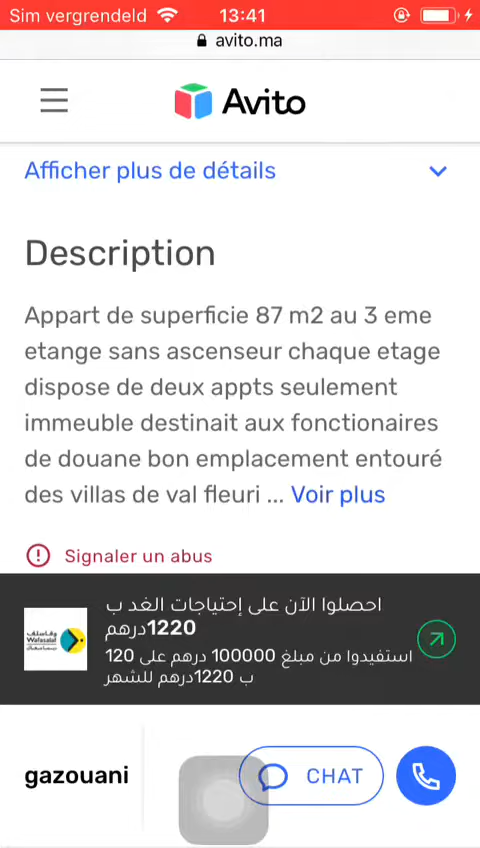 Sim vergrendeld 13:41
avito.ma
Avito
Afficher plus de détails
Description
Appart de superficie 87 m2 au 3 eme
etange sans ascenseur chaque etage
dispose de deux appts seulement
immeuble destinait aux fonctionaires
de douane bon emplacement entouré
des villas de val fleuri ... Voir plus
Signaler un abus
احصلوا الآن على إحتياجات الغد ب
1220درهم
استفيدوا من مبلغ 100000 درهم على 120
ب 1220درهم للشهر
وفاسلف
Wafasalaf
gazouani
CHAT